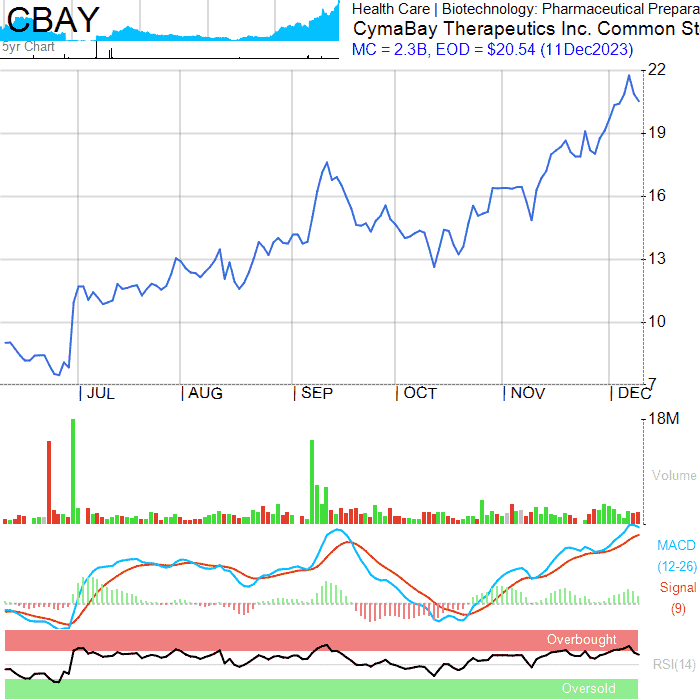 CBAY
5yr Chart
Health Care | Biotechnology: Pharmaceutical Prepara
CymaBay Therapeutics Inc. Common St
MC = 2.3B, EOD = $20.54 (11Dec2023)
22
19
16
13
10
7
| JUL | AUG | SEP | OCT | NOV | DEC
18M
Volume
MACD
(12-26)
Signal
(9)
Overbought
RSI(14)
Oversold